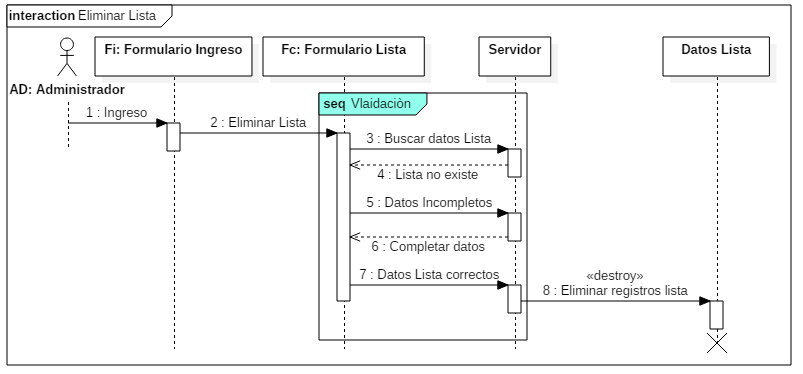 interaction Eliminar Lista
Fi: Formulario Ingreso
Fc: Formulario Lista
Servidor
Datos Lista
AD: Administrador
seq Vlaidaciòn
1 : Ingreso
2 : Eliminar Lista
3 : Buscar datos Lista
4 : Lista no existe
5 : Datos Incompletos
6 : Completar datos
7 : Datos Lista correctos
«destroy»
8 : Eliminar registros lista